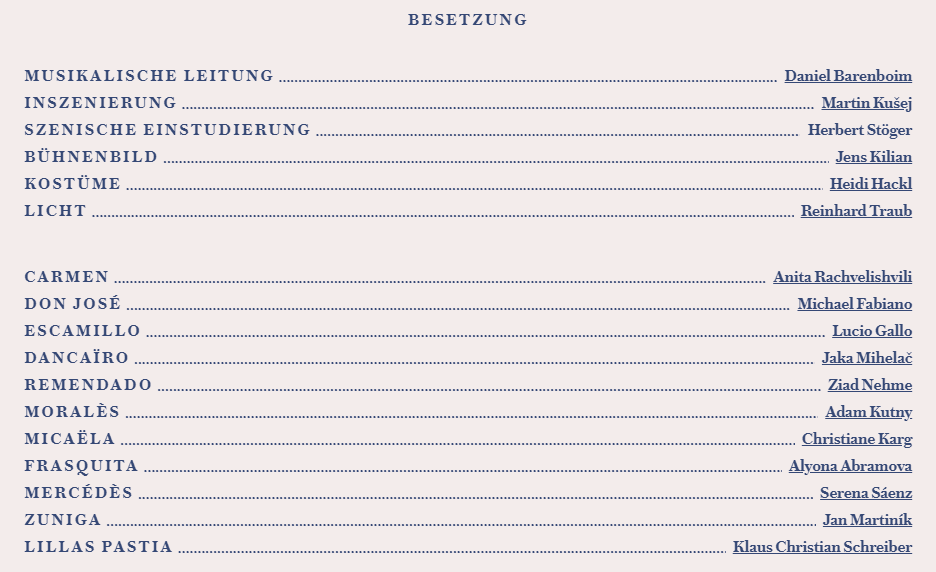 BESETZUNG
MUSIKALISCHE LEITUNG Daniel Barenboim
INSZENIERUNG Martin Kušej
SZENISCHE EINSTUDIERUNG Herbert Stöger
BÜHNENBILD Jens Kilian
KOSTÜME Heidi Hackl
LICHT Reinhard Traub
CARMEN Anita Rachvelishvili
DON JOSÉ Michael Fabiano
ESCAMILLO Lucio Gallo
DANCAÏRO Jaka Mihelač
REMENDADO Ziad Nehme
MORALÈS Adam Kutny
MICAËLA Christiane Karg
FRASQUITA Alyona Abramova
MERCÉDÈS Serena Sáenz
ZUNIGA Jan Martiník
LILLAS PASTIA Klaus Christian Schreiber